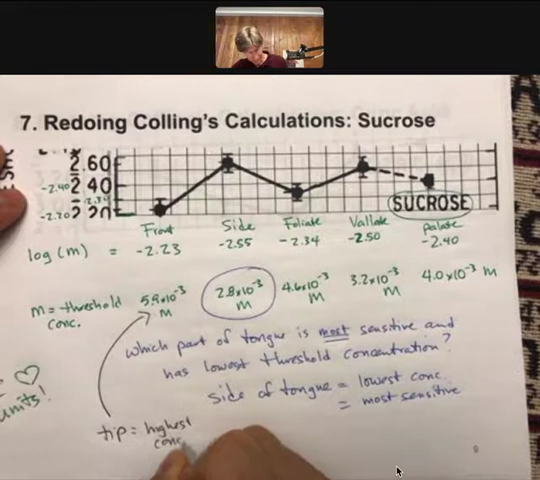 7. Redoing Colling's Calculations: Sucrose
2.60
-2.40 2.40
-2.20 2.20
SUCROSE
Front Side Foliate Vallate palate
log(m) = -2.23 -2.55 -2.34 -2.50 -2.40
m = threshold conc. 5.9x10⁻³ M 2.8x10⁻³ M 4.6x10⁻³ M 3.2x10⁻³ M 4.0x10⁻³ M
which part of tongue is most sensitive and
has lowest threshold concentration?
side of tongue = lowest conc.
= most sensitive
♡
units!
tip = highest
conc
9